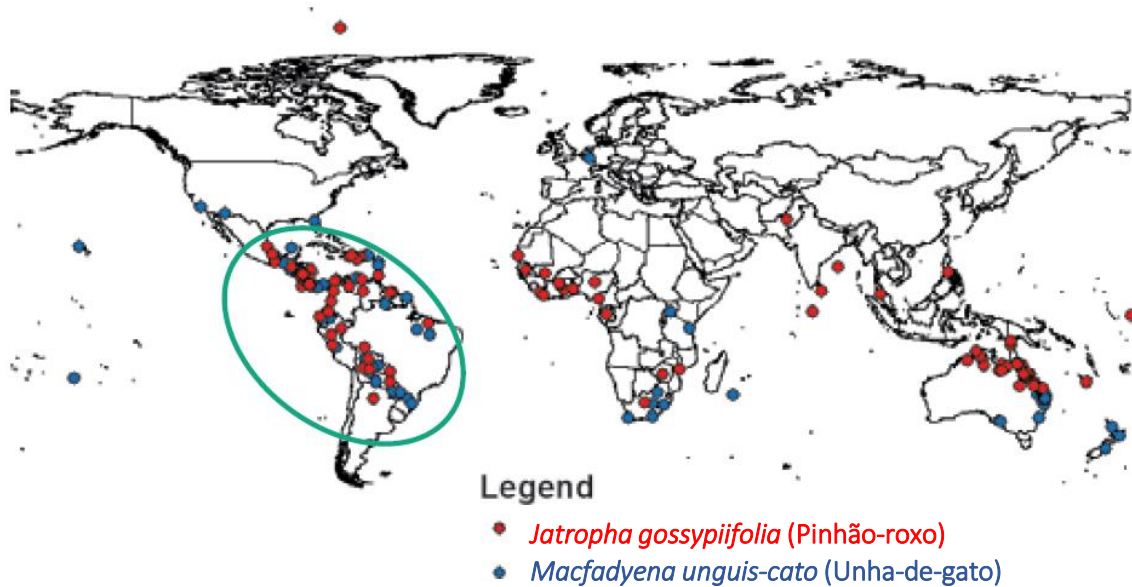 Legend
Jatropha gossypiifolia (Pinhão-roxo)
Macfadyena unguis-cato (Unha-de-gato)